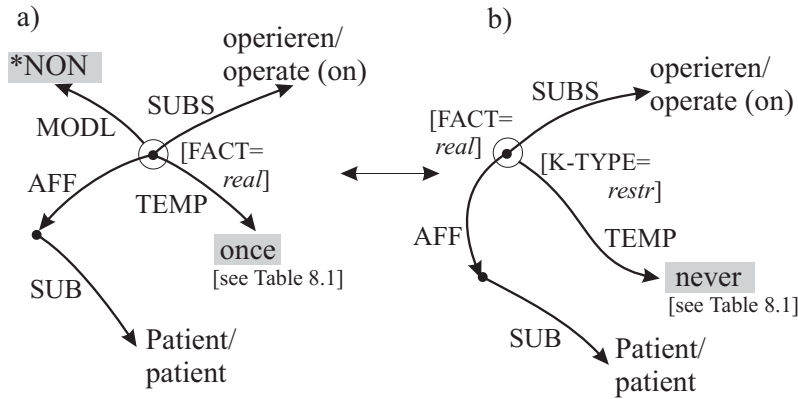 a)
*NON
operieren/
operate (on)
SUBS
MODL
[FACT=
real]
AFF
TEMP
once
[see Table 8.1]
SUB
Patient/
patient
b)
operieren/
operate (on)
SUBS
[FACT=
real]
[K-TYPE=
restr]
AFF
TEMP
never
[see Table 8.1]
SUB
Patient/
patient